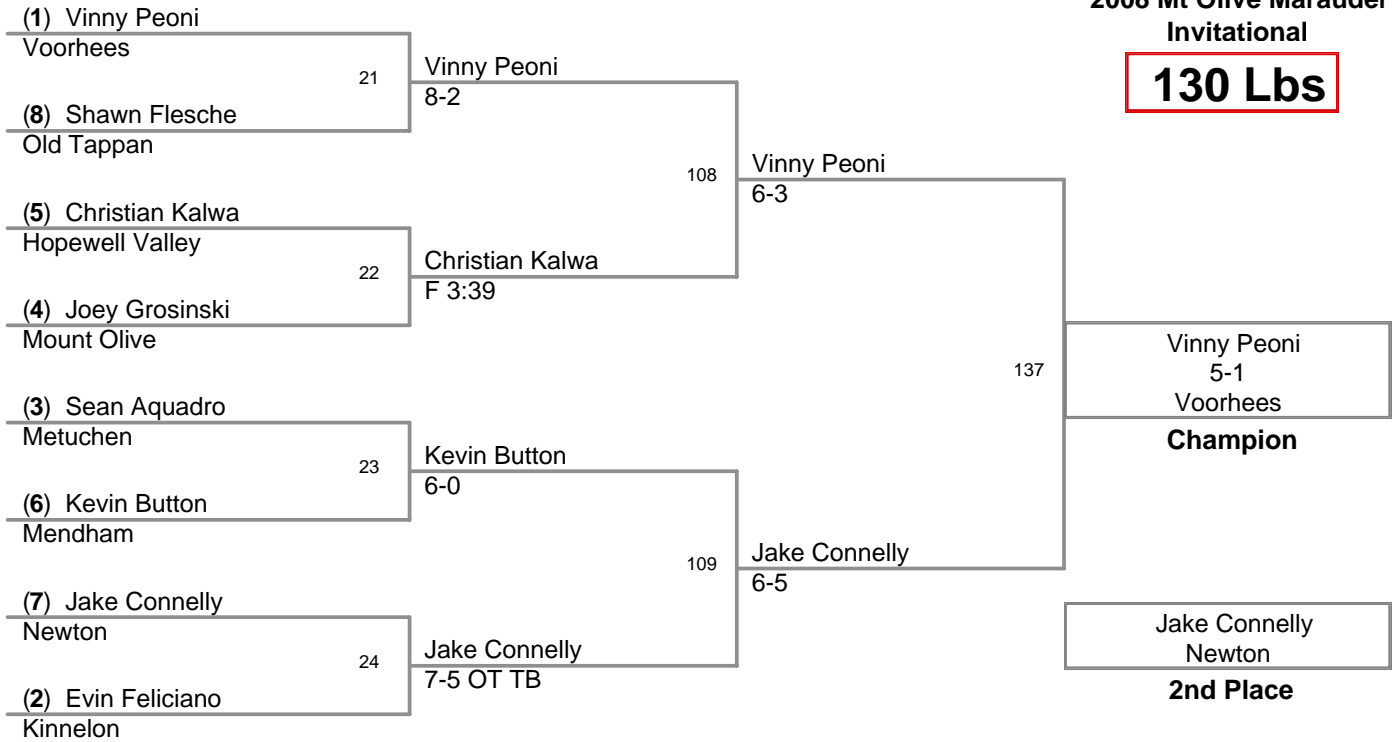 2008 Mt Olive Marauder
Invitational
130 Lbs
(1) Vinny Peoni
Voorhees
21
(8) Shawn Flesche
Old Tappan
Vinny Peoni
8-2
(5) Christian Kalwa
Hopewell Valley
22
(4) Joey Grosinski
Mount Olive
Christian Kalwa
F 3:39
108
Vinny Peoni
6-3
(3) Sean Aquadro
Metuchen
23
(6) Kevin Button
Mendham
Kevin Button
6-0
(7) Jake Connelly
Newton
24
(2) Evin Feliciano
Kinnelon
Jake Connelly
7-5 OT TB
109
Jake Connelly
6-5
137
Vinny Peoni
5-1
Voorhees
Champion
Jake Connelly
Newton
2nd Place